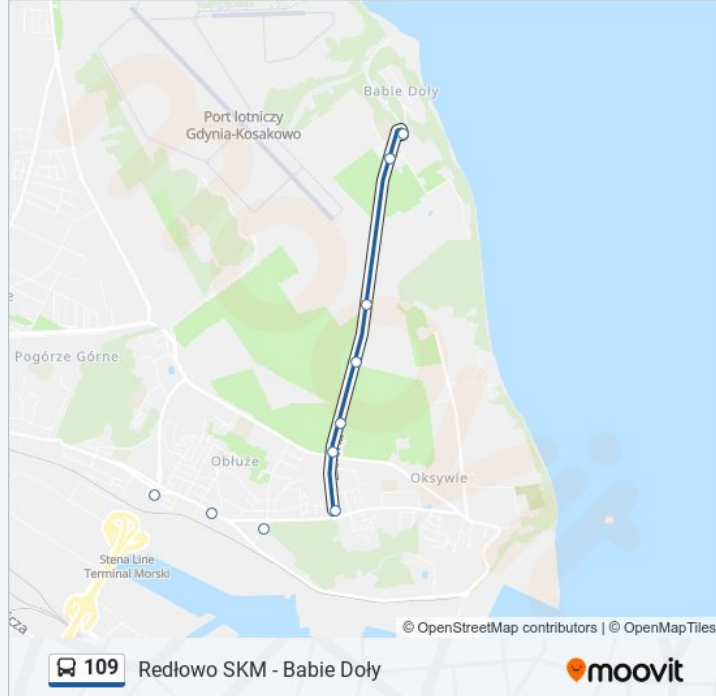 Babie Doły
Port lotniczy
Gdynia-Kosakowo
Pogórze Górne
Obłuże
Oksywie
Stena Line
Terminal Morski
© OpenStreetMap contributors | © OpenMapTiles
109 Redłowo SKM - Babie Doły
moovit